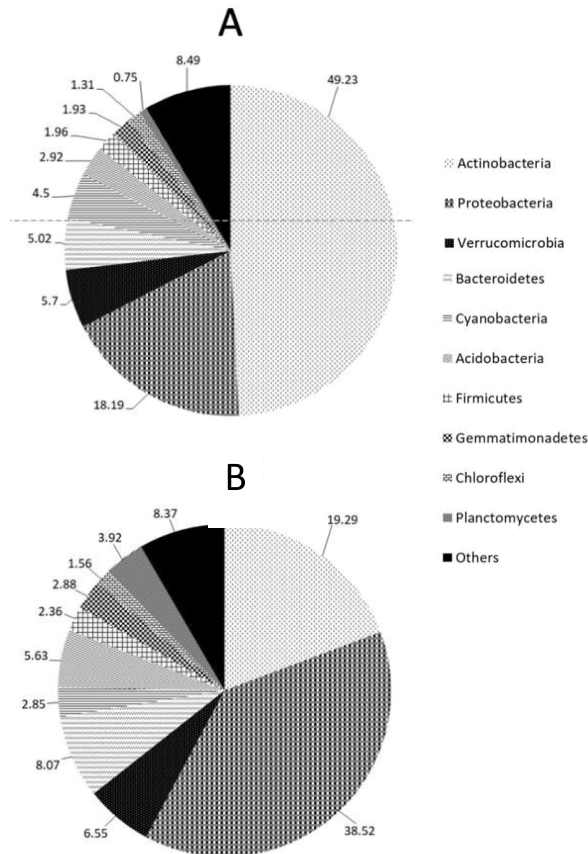 A
8.49
0.75
1.31
1.93
1.96
2.92
4.5
5.02
5.7
18.19
49.23
Actinobacteria
Proteobacteria
Verrucomicrobia
Bacteroidetes
Cyanobacteria
Acidobacteria
Firmicutes
Gemmatimonadetes
Chloroflexi
Planctomycetes
Others
B
8.37
3.92
1.56
2.88
2.36
5.63
2.85
8.07
6.55
38.52
19.29